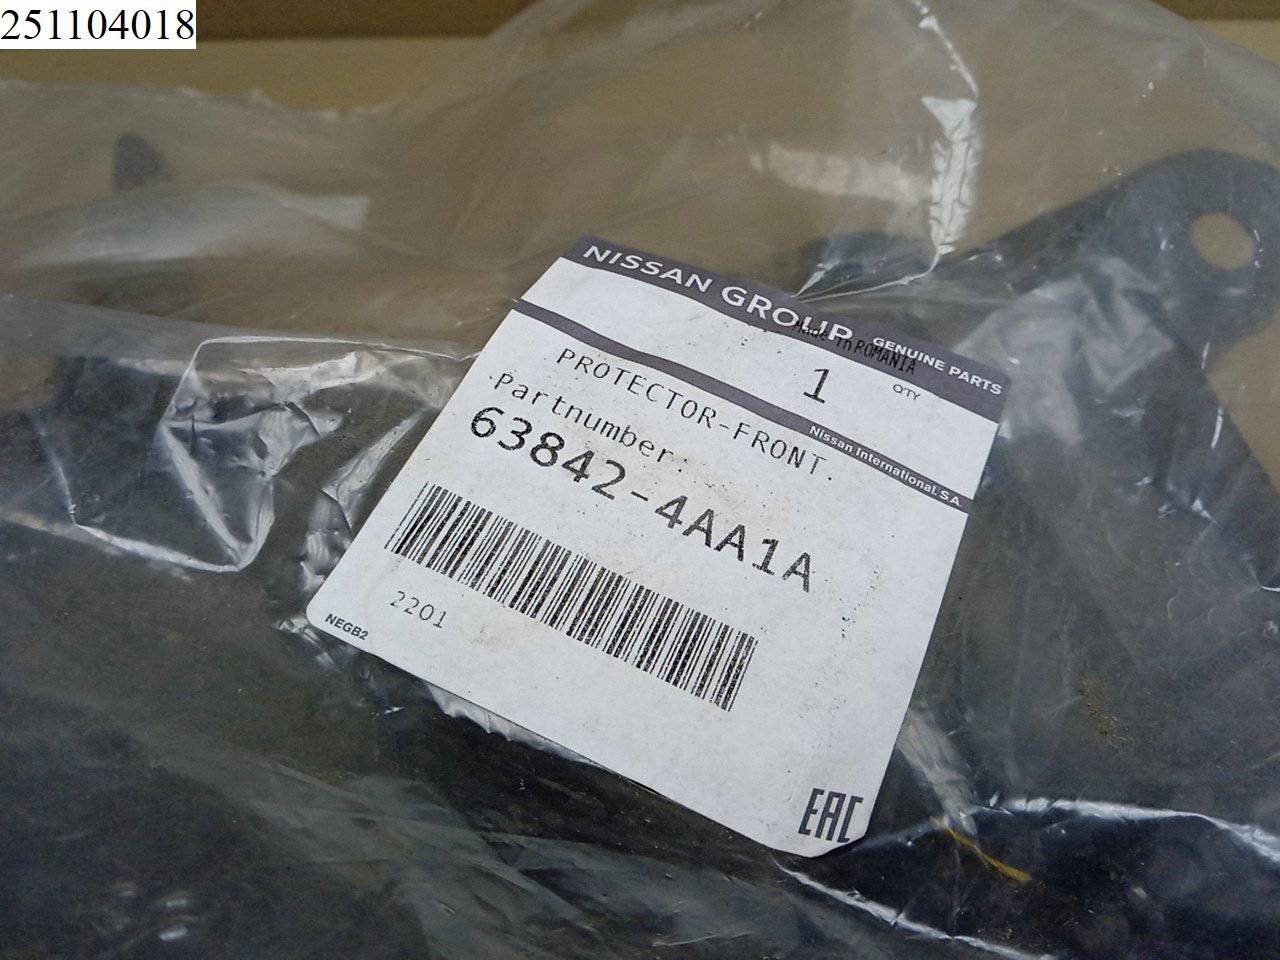 251104018
NISSAN GROUP GENUINE PARTS
Made in ROMANIA
1 QTY
Nissan International. SA
PROTECTOR-FRONT
Partnumber:
63842-4AA1A
2201
NEGB2
EAC